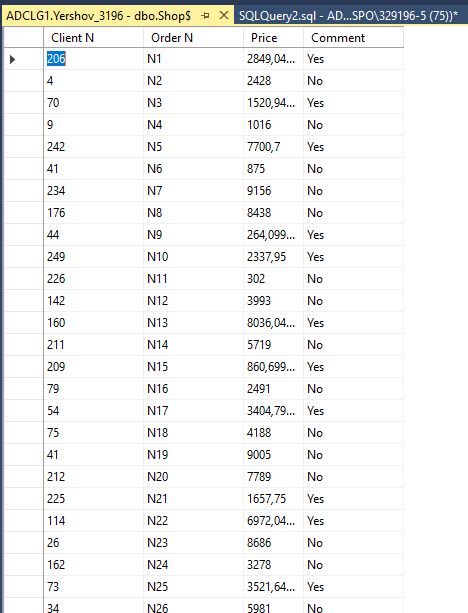 ADCLG1.Yershov_3196 - dbo.Shop$ SQLQuery2.sql - AD...SPO\329196-5 (75))*
Client N Order N Price Comment
206 N1 2849,04... Yes
4 N2 2428 No
70 N3 1520,94... Yes
9 N4 1016 No
242 N5 7700,7 Yes
41 N6 875 No
234 N7 9156 No
176 N8 8438 No
44 N9 264,099... Yes
249 N10 2337,95 Yes
226 N11 302 No
142 N12 3993 No
160 N13 8036,04... Yes
211 N14 5719 No
209 N15 860,699... Yes
79 N16 2491 No
54 N17 3404,79... Yes
75 N18 4188 No
41 N19 9005 No
212 N20 7789 No
225 N21 1657,75 Yes
114 N22 6972,04... Yes
26 N23 8686 No
162 N24 3278 No
73 N25 3521,64... Yes
34 N26 5981 No